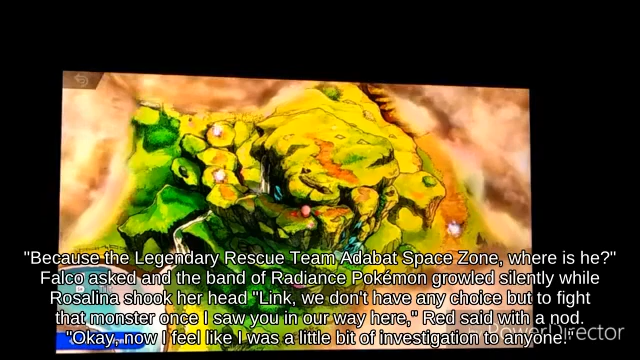 "Because the Legendary Rescue Team Adabat Space Zone, where is he?"
Falco asked and the band of Radiance Pokémon growled silently while
Rosalina shook her head "Link, we don't have any choice but to fight
that monster once I saw you in our way here," Red said with a nod.
"Okay, now I feel like I was a little bit of investigation to anyone!"
PowerDirector